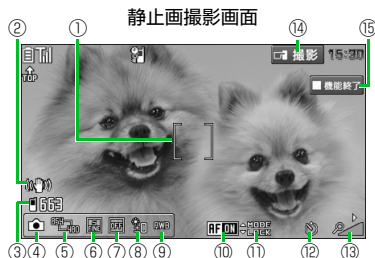 静止画撮影画面
② ① ⑭ ⑮
撮影 15:30
TOP
機能終了
663
AWB
AF ON MODE LOCK
③ ④ ⑤ ⑥ ⑦ ⑧ ⑨ ⑩ ⑪ ⑫ ⑬